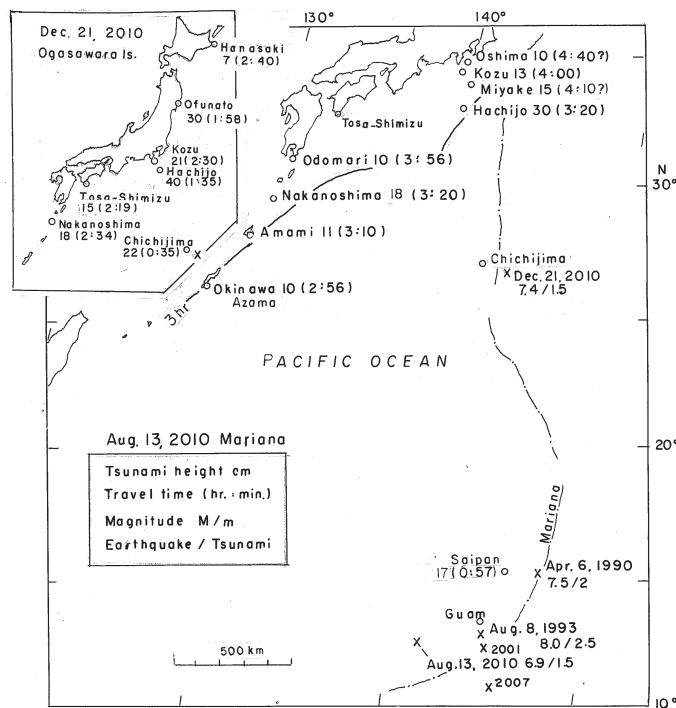 Dec. 21, 2010
Ogasawara Is.
Hanasaki
7 (2:40)
Ofunato
30 (1:58)
Kozu
21(2:30)
Hachijo
40 (1:35)
Tosa-Shimizu
15 (2:19)
Nakanoshima
18 (2:34)
Chichijima
22(0:35)
130°
140°
Oshima 10 (4:40?)
Kozu 13 (4:00)
Miyake 15 (4:10?)
Hachijo 30 (3:20)
Tosa-Shimizu
Odomari 10 (3:56)
Nakanoshima 18 (3:20)
Amami 11 (3:10)
Okinawa 10 (2:56)
Azama
3 hr
N
30°
Chichijima
Dec. 21, 2010
7.4/1.5
PACIFIC OCEAN
20°
Aug. 13, 2010 Mariana
Tsunami height cm
Travel time (hr.:min.)
Magnitude M/m
Earthquake / Tsunami
Mariana
Saipan
17(0:57)
Apr. 6, 1990
7.5/2
Guam
Aug. 8, 1993
8.0/2.5
2001
Aug.13, 2010 6.9/1.5
2007
500 km
10°